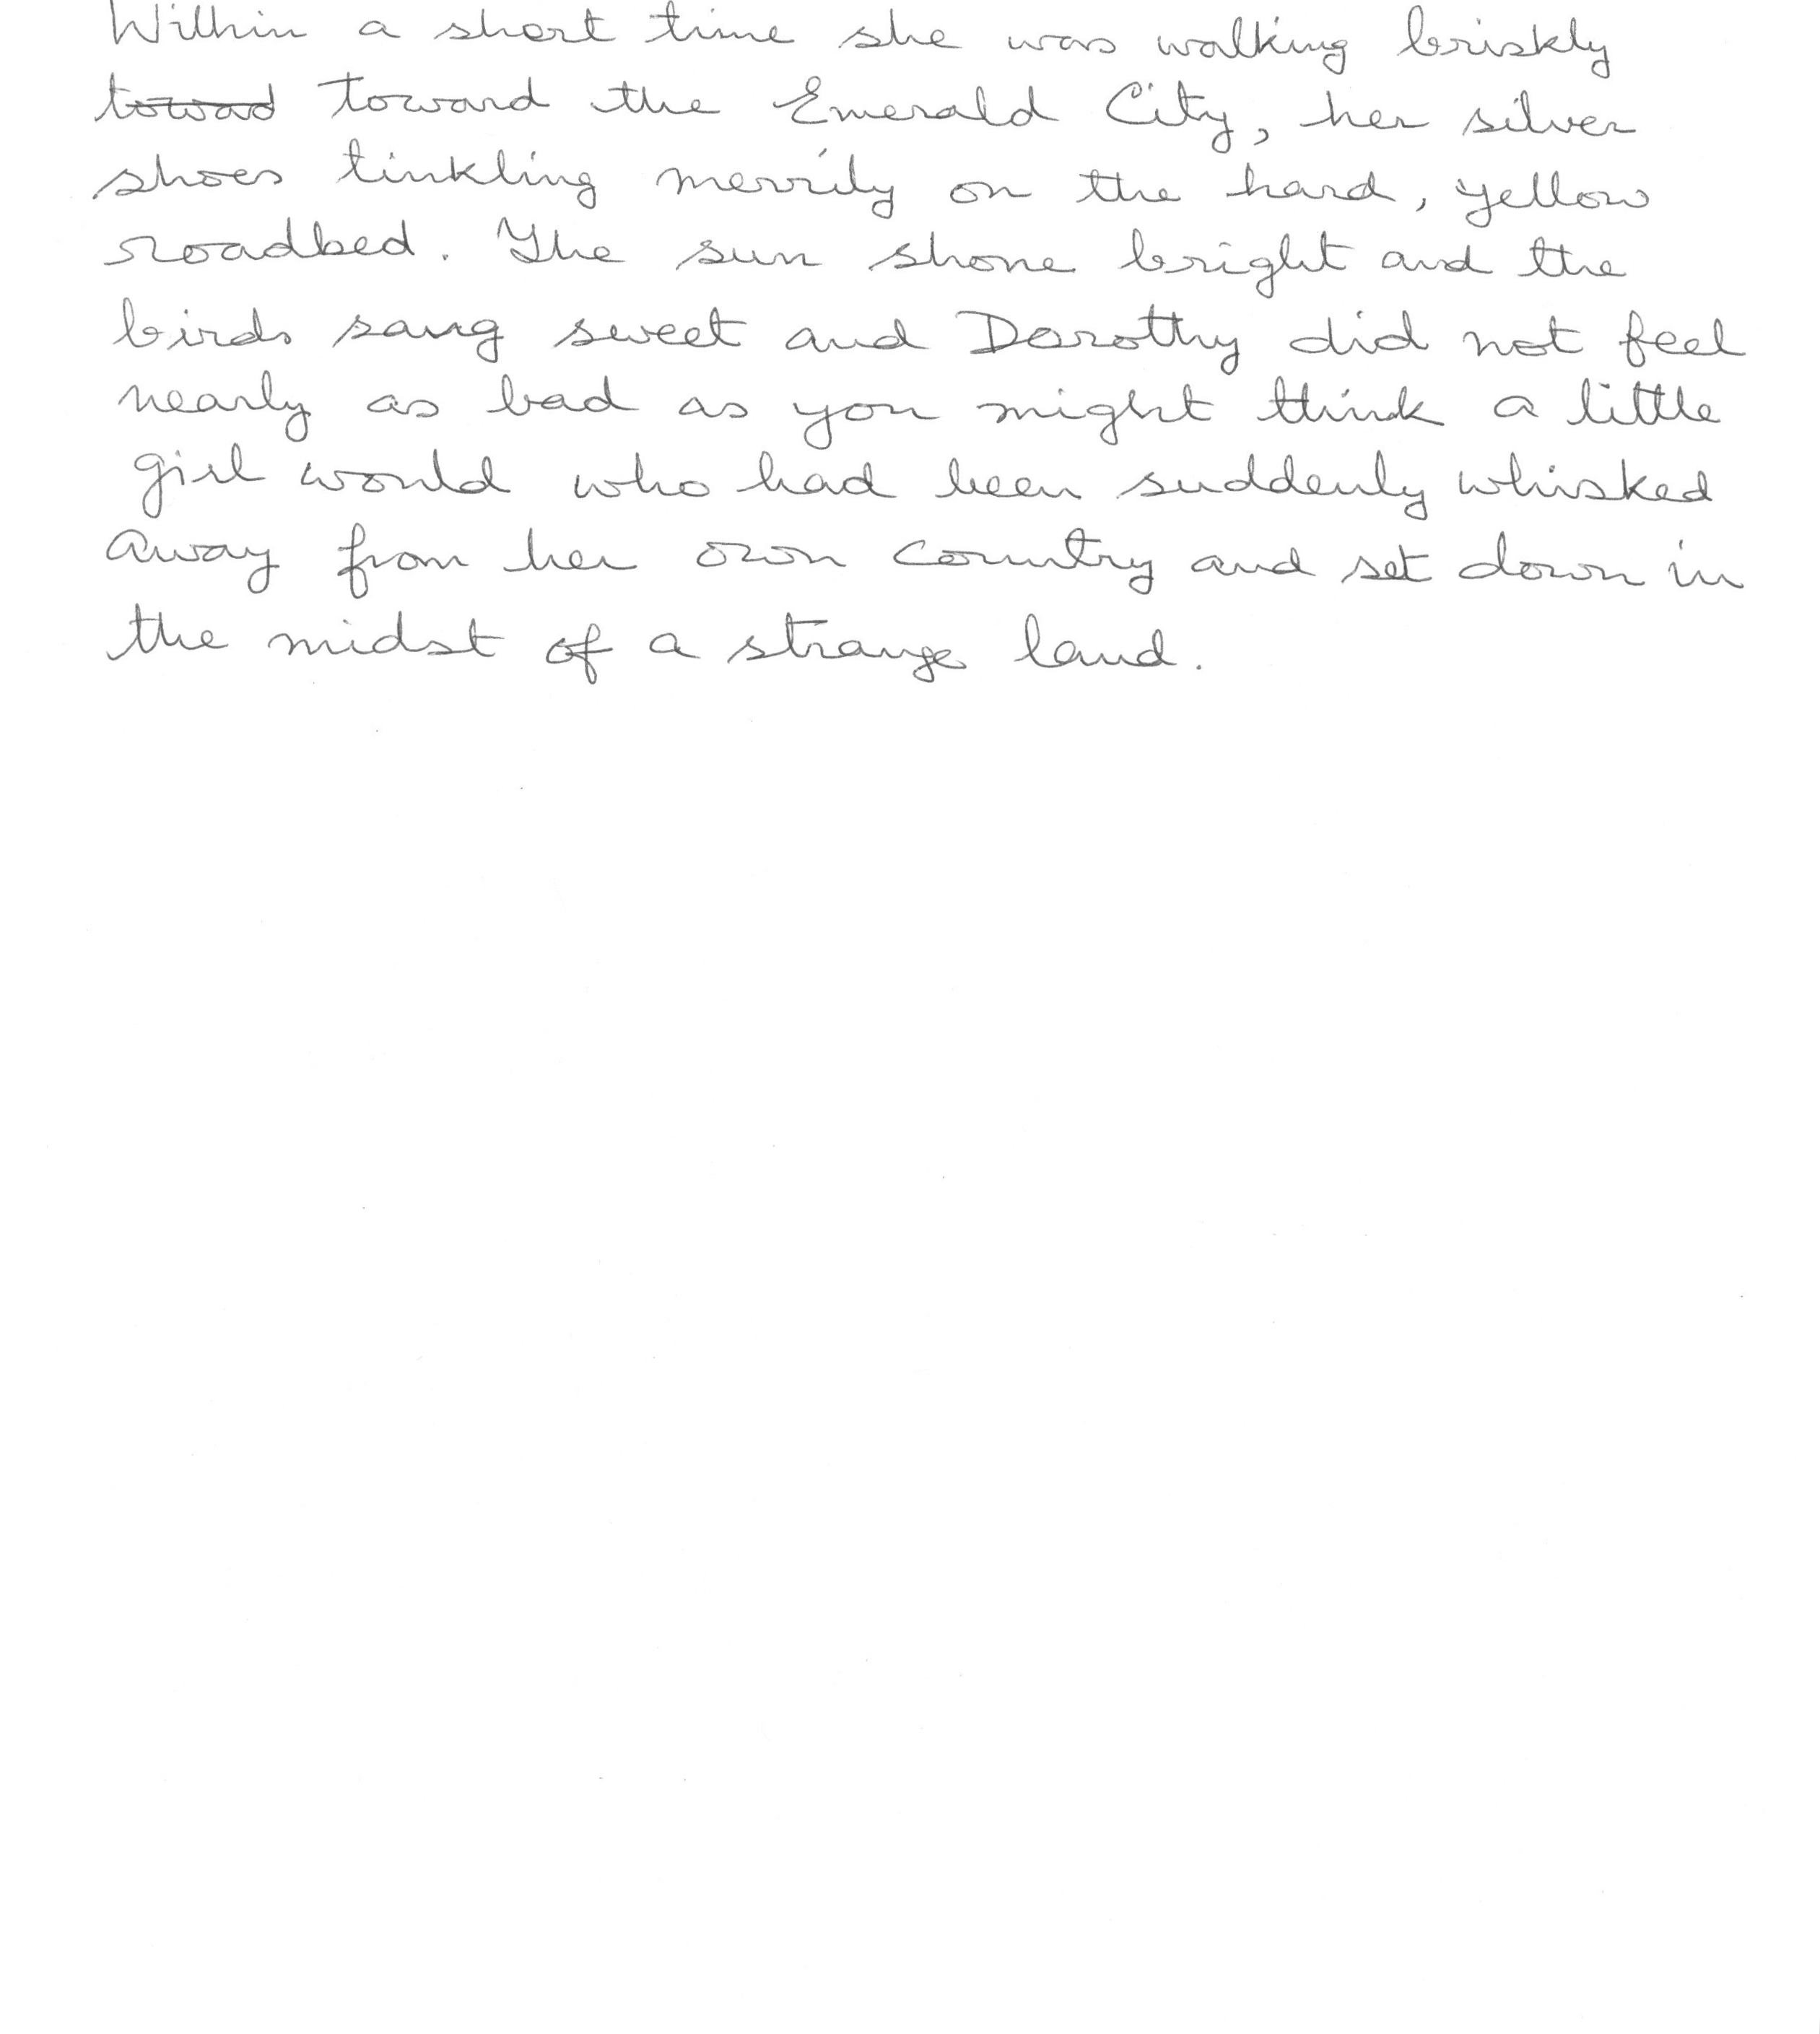 Within a short time she was walking briskly
towad toward the Emerald City, her silver
shoes tinkling merrily on the hard, yellow
roadbed. The sun shone bright and the
birds sang sweet and Dorothy did not feel
nearly as bad as you might think a little
girl would who had been suddenly whisked
away from her own country and set down in
the midst of a strange land.